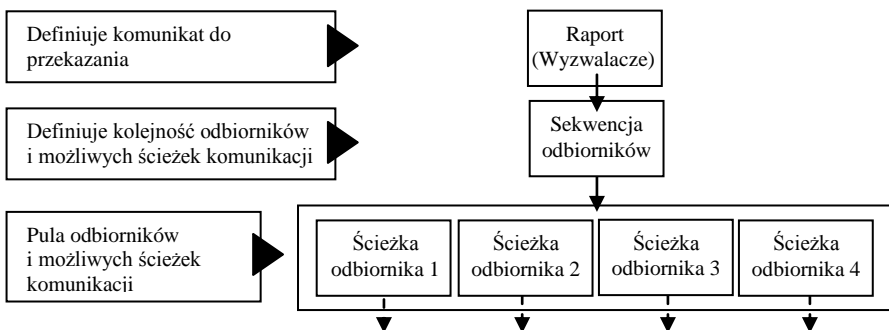 Definiuje komunikat do
przekazania
Raport
(Wyzwalacze)
Definiuje kolejność odbiorników
i możliwych ścieżek komunikacji
Sekwencja
odbiorników
Pula odbiorników
i możliwych ścieżek
komunikacji
Ścieżka
odbiornika 1
Ścieżka
odbiornika 2
Ścieżka
odbiornika 3
Ścieżka
odbiornika 4